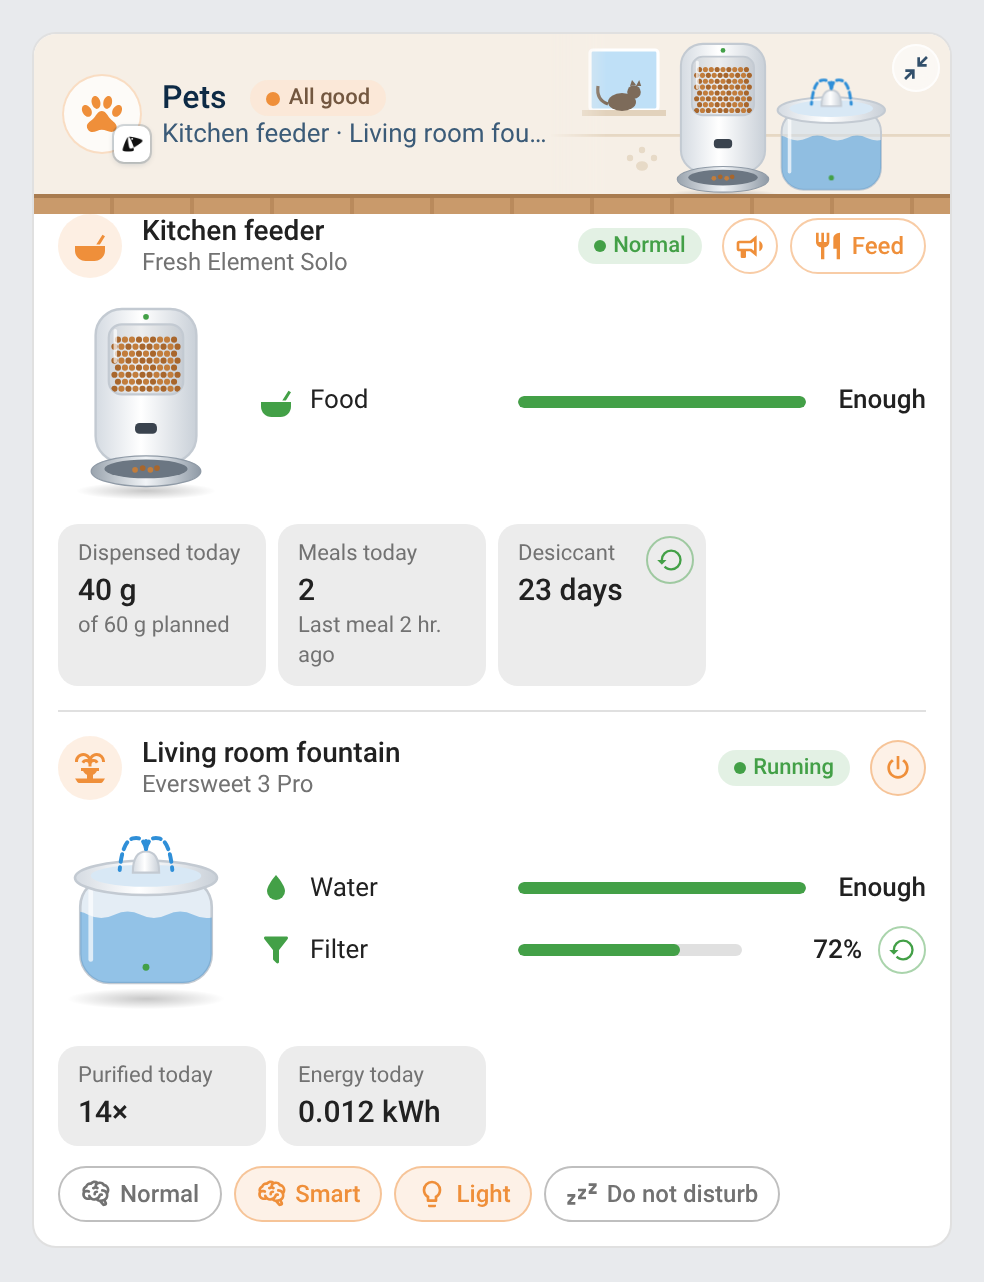 Pets
All good
Kitchen feeder · Living room fou...
Kitchen feeder
Fresh Element Solo
Normal
Feed
Food
Enough
Dispensed today
40 g
of 60 g planned
Meals today
2
Last meal 2 hr.
ago
Desiccant
23 days
Living room fountain
Eversweet 3 Pro
Running
Water
Enough
Filter
72%
Purified today
14×
Energy today
0.012 kWh
Normal
Smart
Light
Do not disturb